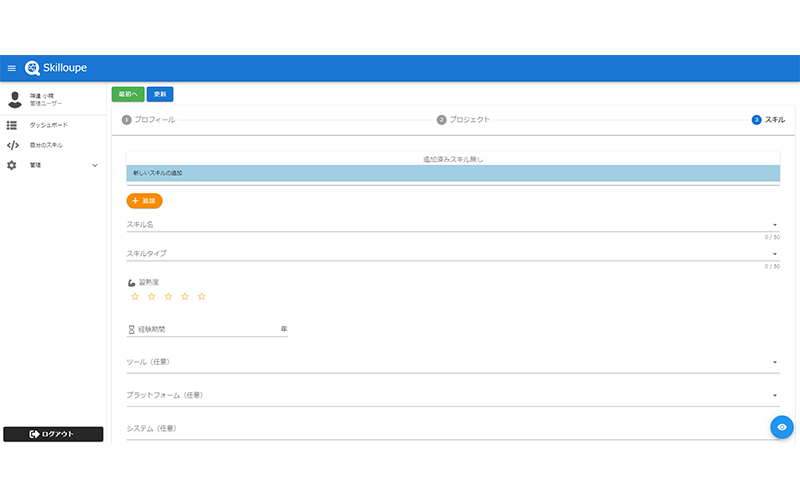 Skilloupe
管理ユーザー
ダッシュボード
自分のスキル
管理
ログアウト
最初へ
更新
1 プロフィール
2 プロジェクト
3 スキル
追加済みスキル無し
新しいスキルの追加
+ 追加
スキル名
0 / 50
スキルタイプ
0 / 50
習熟度
経験期間
年
ツール（任意）
プラットフォーム（任意）
システム（任意）